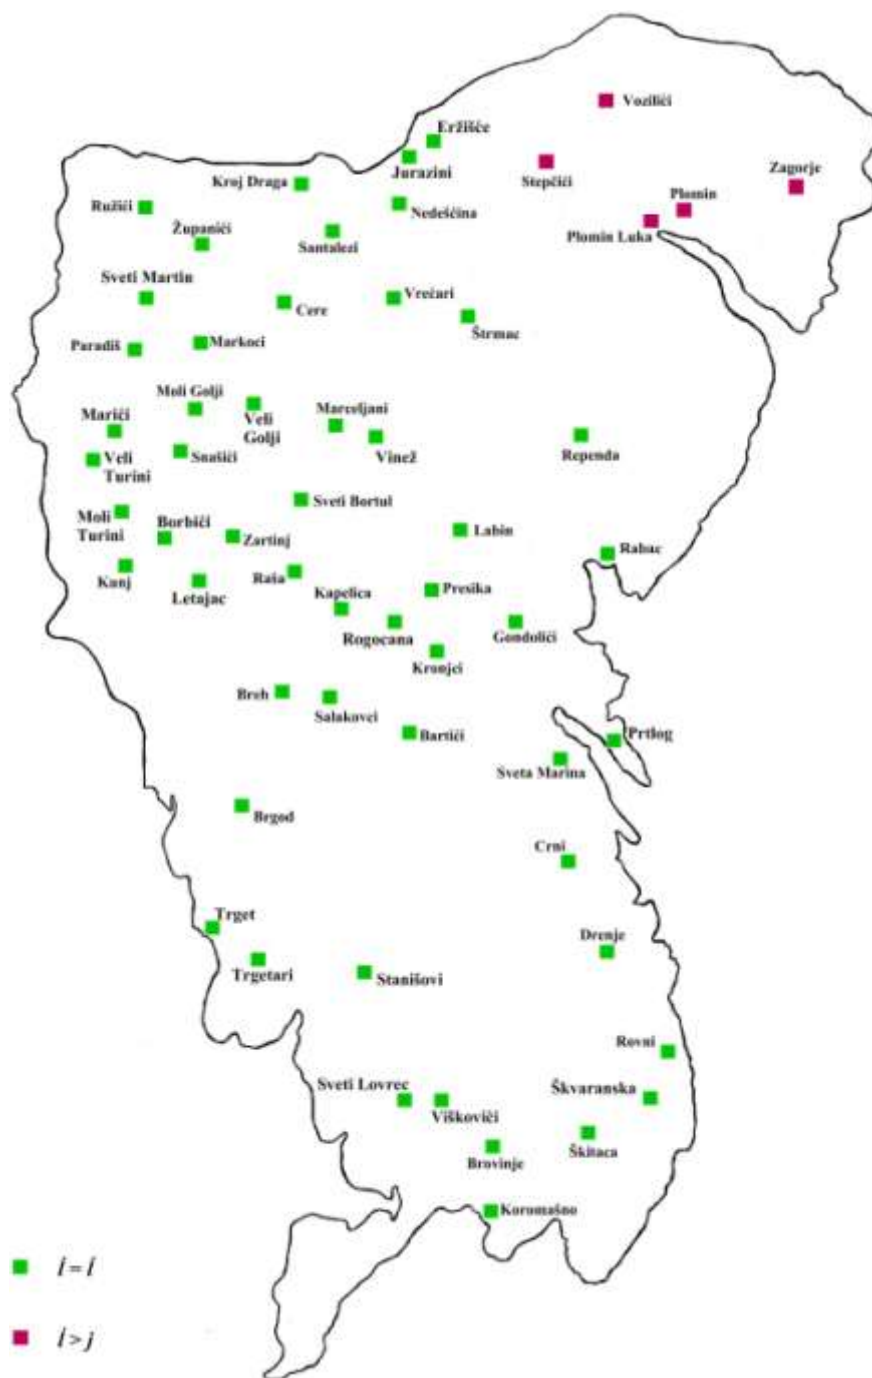 Vozilići
Eržišće
Jurazini
Stepčići
Zagorje
Kroj Draga
Plomin
Ružići
Nedešćina
Plomin Luka
Županići
Santalezi
Sveti Martin
Cere
Vrećari
Štrmac
Paradiš
Markoci
Moli Golji
Marići
Veli
Golji
Marceljani
Vinež
Ripenda
Veli
Turini
Snašići
Sveti Bortul
Moli
Turini
Borbići
Zartinj
Labin
Rabac
Kunj
Letajac
Raša
Kapelica
Presika
Rogocana
Gondolići
Kranjci
Breh
Salakovci
Bartići
Prtlog
Sveta Marina
Brgod
Crni
Trget
Drenje
Trgetari
Stanišovi
Rovni
Sveti Lovrec
Viškovići
Škvaranska
Brovinje
Škitaca
Koromašno